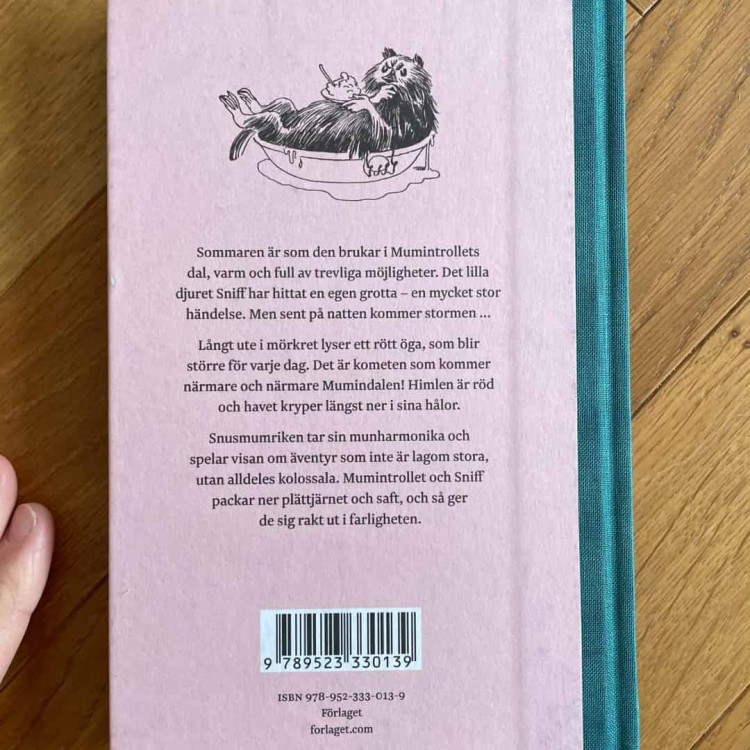 Sommaren är som den brukar i Mumintrollets
dal, varm och full av trevliga möjligheter. Det lilla
djuret Sniff har hittat en egen grotta – en mycket stor
händelse. Men sent på natten kommer stormen ...
Långt ute i mörkret lyser ett rött öga, som blir
större för varje dag. Det är kometen som kommer
närmare och närmare Mumindalen! Himlen är röd
och havet kryper längst ner i sina hålor.
Snusmumriken tar sin munharmonika och
spelar visan om äventyr som inte är lagom stora,
utan alldeles kolossala. Mumintrollet och Sniff
packar ner plättjärnet och saft, och så ger
de sig rakt ut i farligheten.
9 789523 330139
ISBN 978-952-333-013-9
Förlaget
forlaget.com